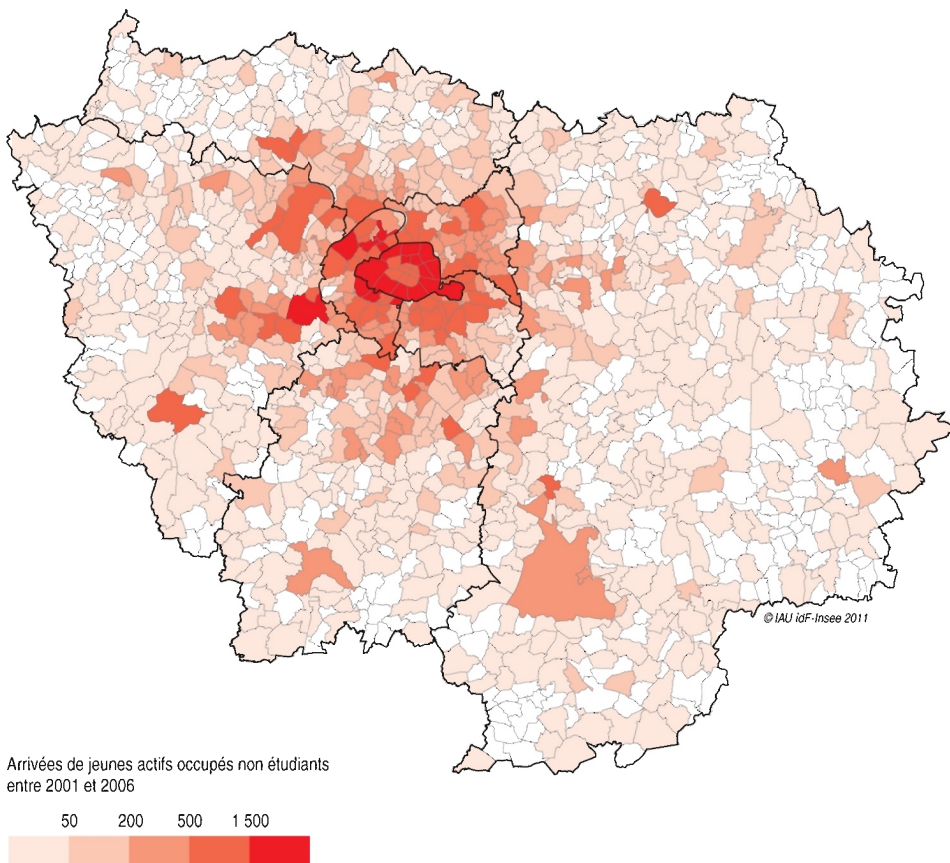 © IAU idF-Insee 2011
Arrivées de jeunes actifs occupés non étudiants
entre 2001 et 2006
50 200 500 1 500